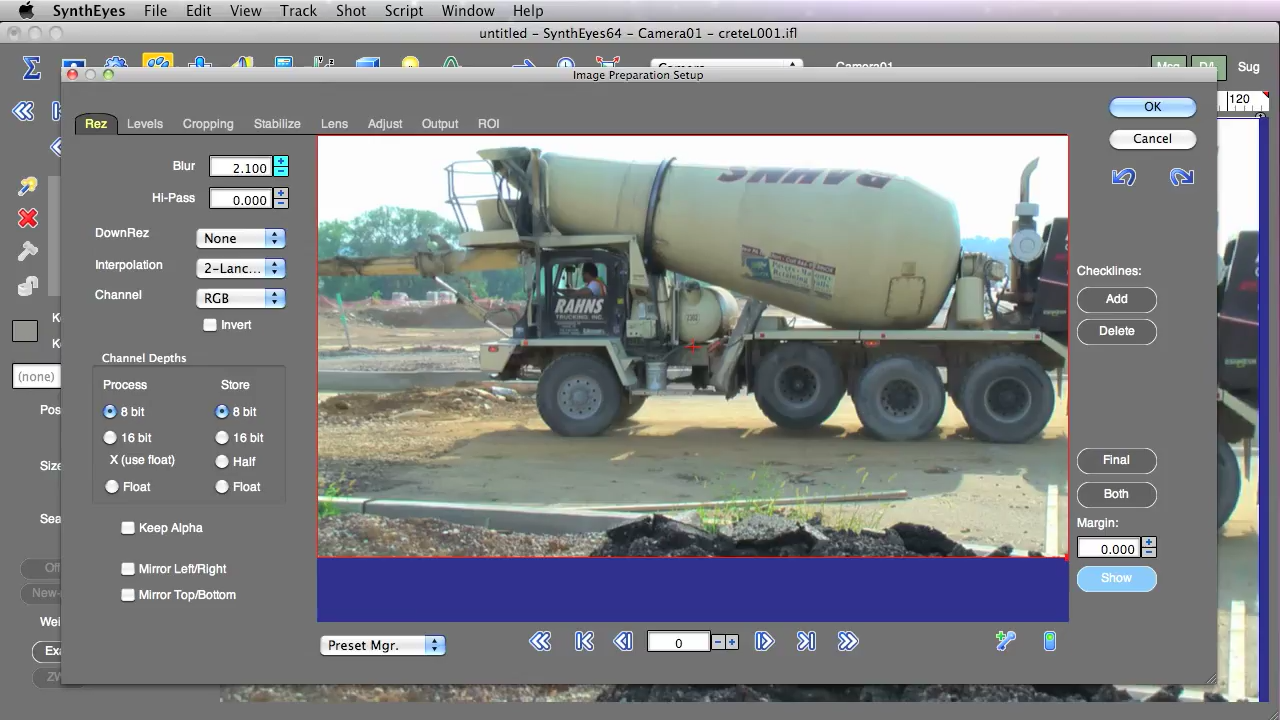 SynthEyes File Edit View Track Shot Script Window Help
untitled - SynthEyes64 - Camera01 - creteL001.ifl
Camera01 Sug
Image Preparation Setup
120
Rez Levels Cropping Stabilize Lens Adjust Output ROI
OK
Cancel
Blur 2.100
Hi-Pass 0.000
DownRez None
Interpolation 2-Lanc...
Channel RGB
Invert
Channel Depths
Process Store
8 bit 8 bit
16 bit 16 bit
X (use float) Half
Float Float
Keep Alpha
Mirror Left/Right
Mirror Top/Bottom
(none)
RAHNS
RAHNS
TRUCKING, INC.
Checklines:
Add
Delete
Final
Both
Margin:
0.000
Show
Preset Mgr. 0